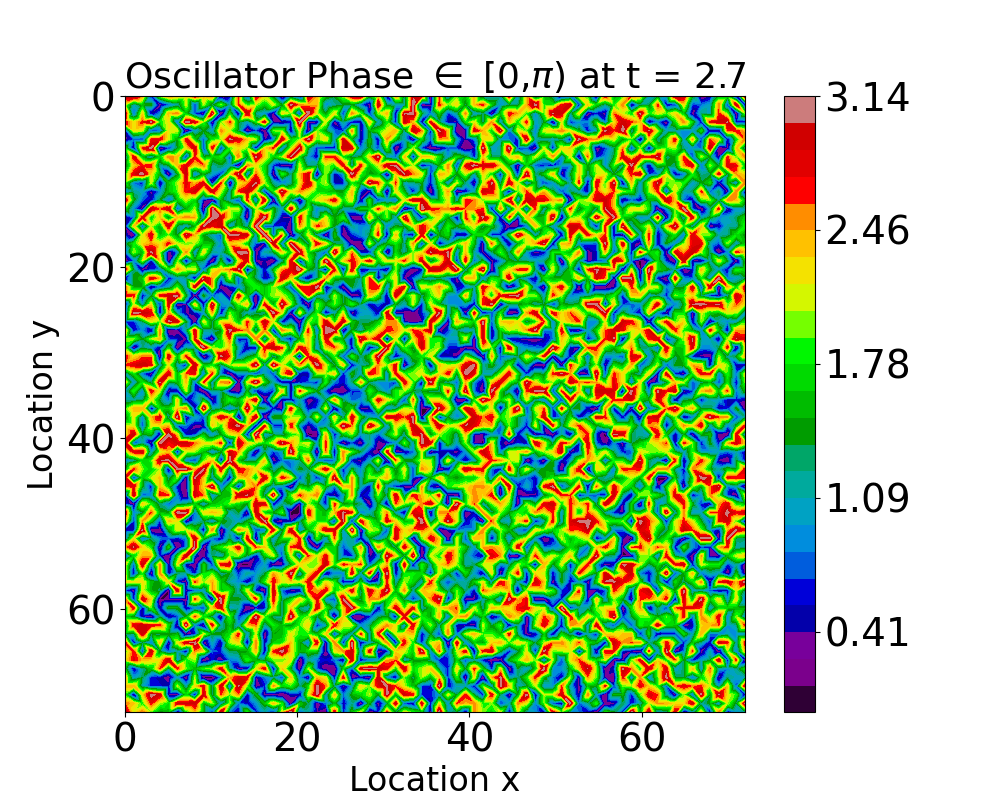 Oscillator Phase ∈ [0,π) at t = 2.7
0
20
40
60
Location y
0 20 40 60
Location x
3.14
2.46
1.78
1.09
0.41